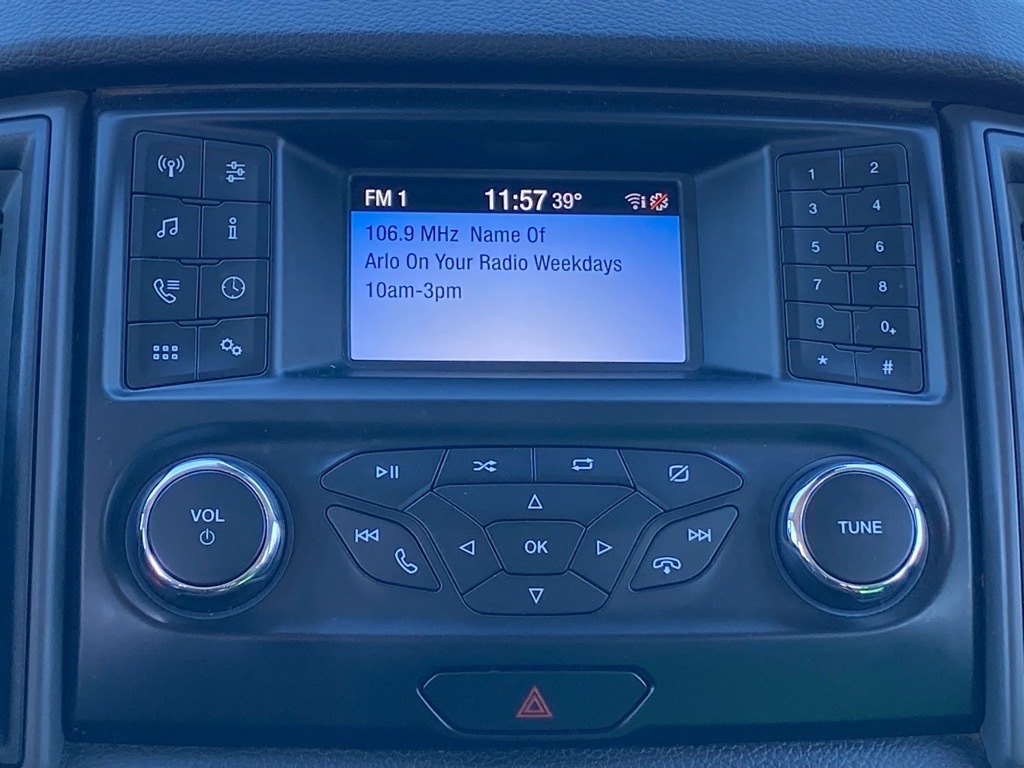 FM 1 11:57 39°
106.9 MHz Name Of
Arlo On Your Radio Weekdays
10am-3pm
1 2
3 4
5 6
7 8
9 0+
* #
VOL
OK
TUNE